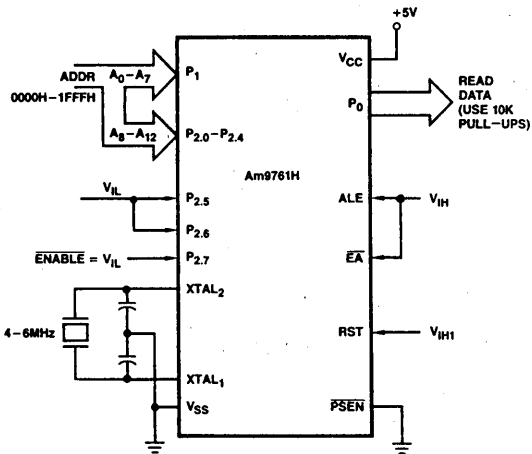 +5V
ADDR
0000H-1FFFH
A0-A7
A8-A12
VIL
ENABLE = VIL
4-6MHz
P1
P2.0-P2.4
P2.5
P2.6
P2.7
XTAL2
XTAL1
VSS
Am9761H
VCC
P0
ALE
EA
RST
PSEN
READ
DATA
(USE 10K
PULL-UPS)
VIH
VIH1